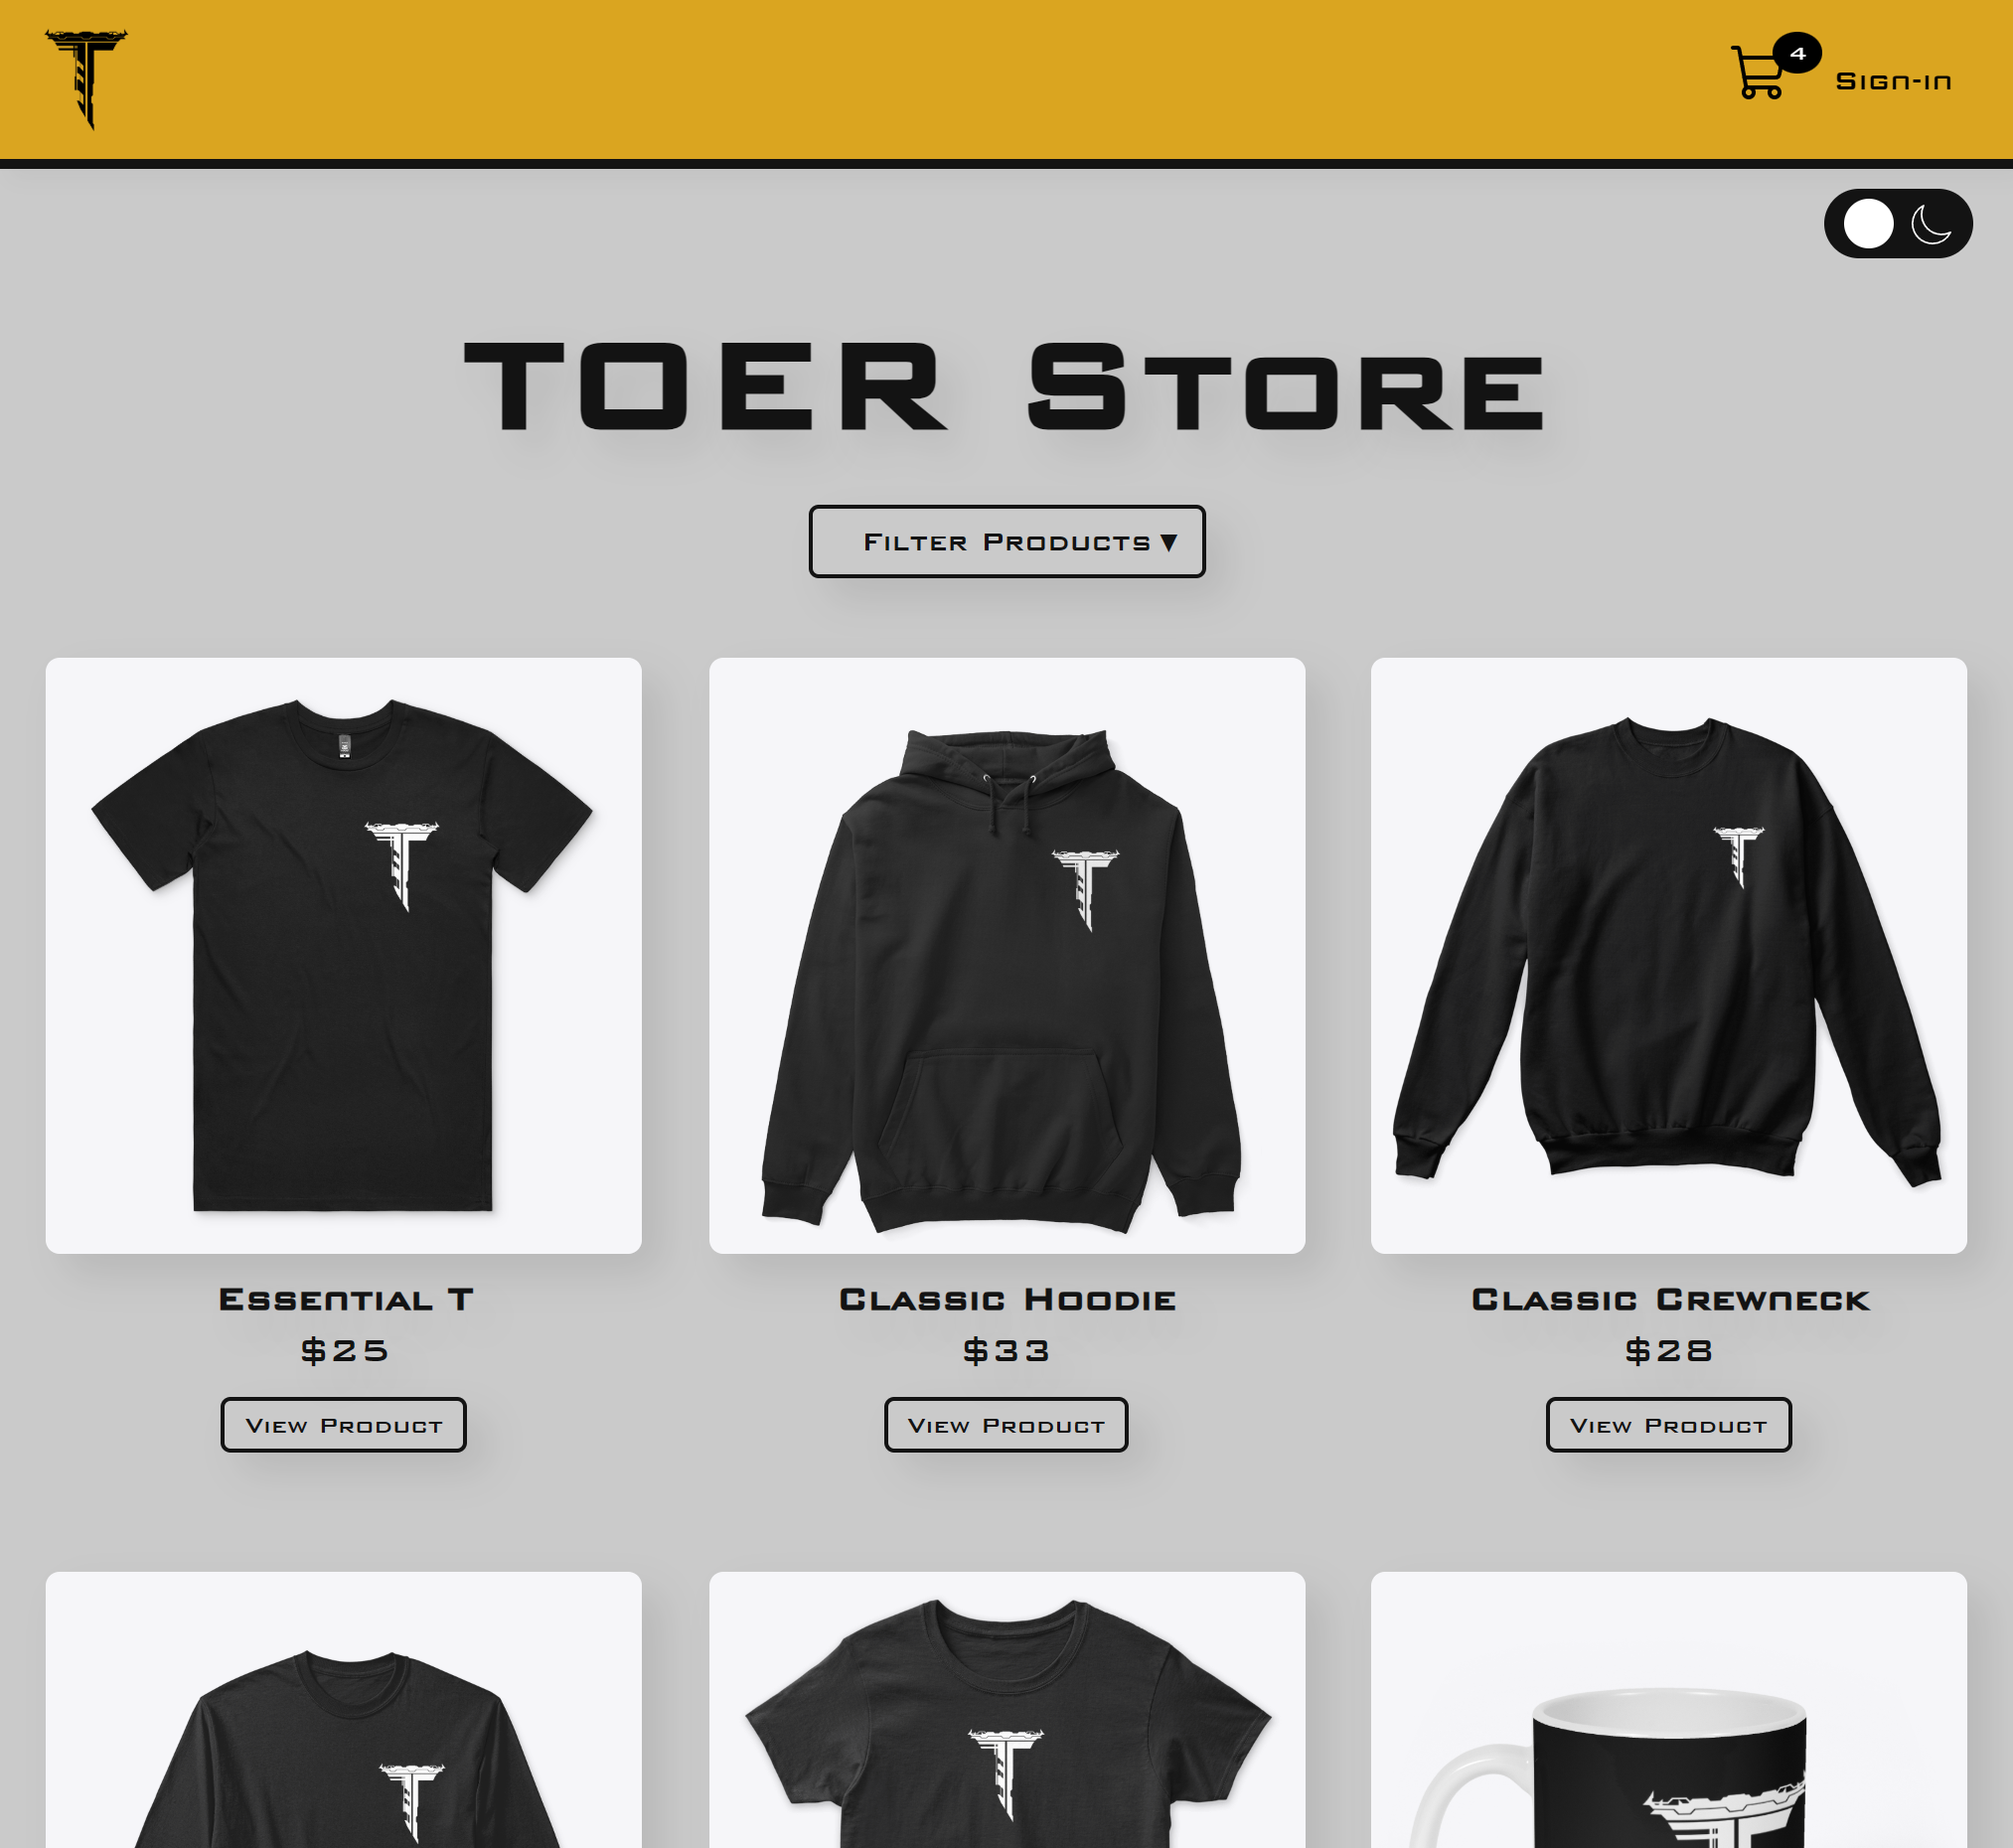 4
Sign-in
TOER Store
Filter Products ▼
Essential T
$25
View Product
Classic Hoodie
$33
View Product
Classic Crewneck
$28
View Product